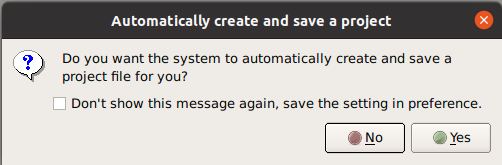 Automatically create and save a project
Do you want the system to automatically create and save a
project file for you?
Don't show this message again, save the setting in preference.
No Yes